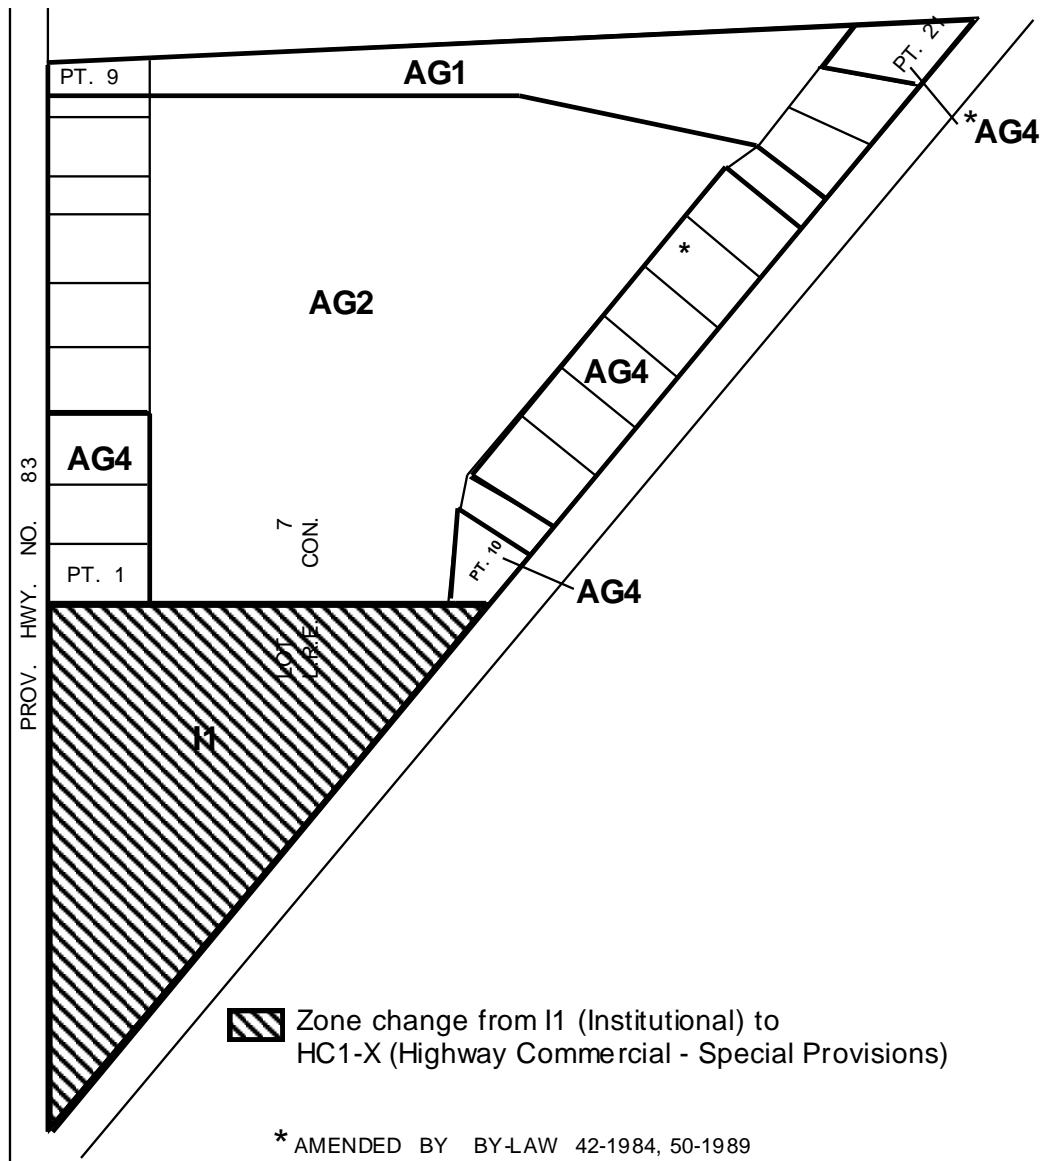 PT. 9
AG1
PT. 21
*AG4
AG2
*
AG4
AG4
PROV. HWY. NO. 83
7
CON.
PT. 1
PT. 10
AG4
LOT
L.R.E.
I1
Zone change from I1 (Institutional) to
HC1-X (Highway Commercial - Special Provisions)
* AMENDED BY BY-LAW 42-1984, 50-1989